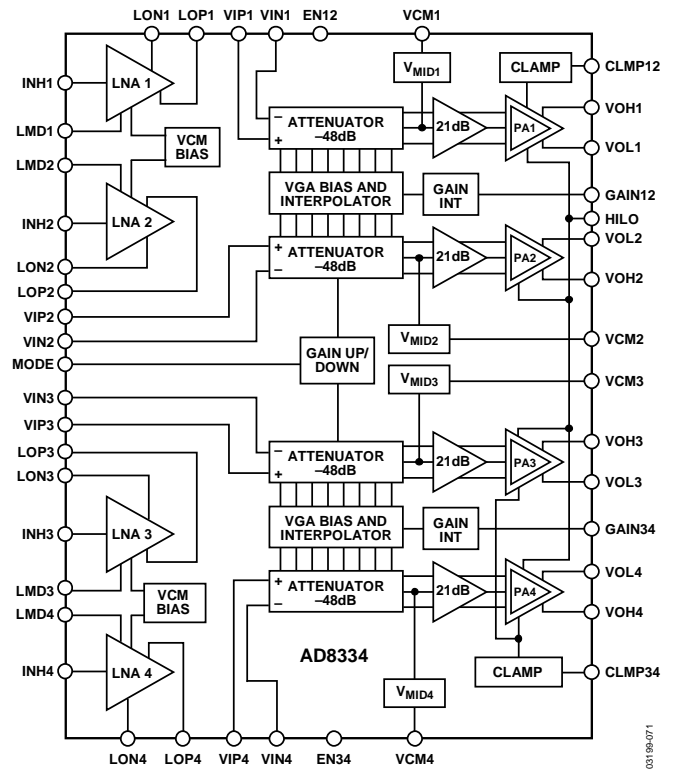 LON1 LOP1 VIP1 VIN1 EN12 VCM1
INH1
LNA 1
VMID1
CLAMP
CLMP12
VOH1
LMD1
VCM
BIAS
–
+
ATTENUATOR
–48dB
21dB
PA1
VOL1
LMD2
VGA BIAS AND
INTERPOLATOR
GAIN
INT
GAIN12
HILO
INH2
LNA 2
VOL2
LON2
+
–
ATTENUATOR
–48dB
21dB
PA2
VOH2
LOP2
VIP2
VIN2
VMID2
VCM2
MODE
GAIN UP/
DOWN
VMID3
VCM3
VIN3
VIP3
LOP3
–
+
ATTENUATOR
–48dB
21dB
PA3
VOH3
VOL3
LON3
INH3
LNA 3
VGA BIAS AND
INTERPOLATOR
GAIN
INT
GAIN34
LMD3
VCM
BIAS
+
–
ATTENUATOR
–48dB
21dB
PA4
VOL4
VOH4
LMD4
INH4
LNA 4
AD8334
CLAMP
CLMP34
VMID4
LON4 LOP4 VIP4 VIN4 EN34 VCM4
03199-071